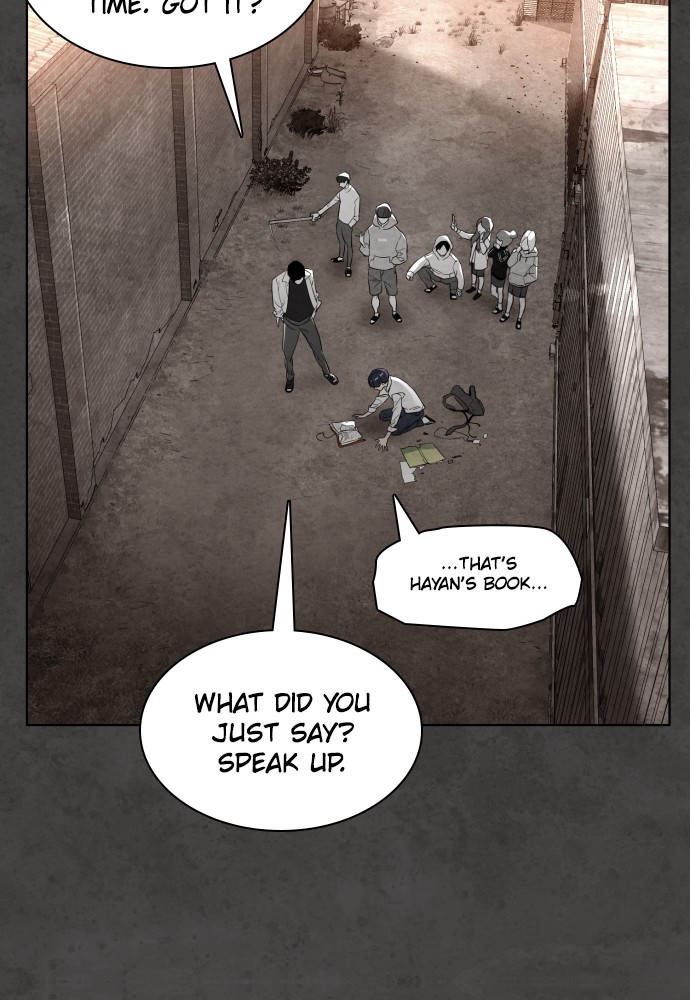 TIME. GOT IT?
...THAT'S
HAYAN'S BOOK...
WHAT DID YOU
JUST SAY?
SPEAK UP.